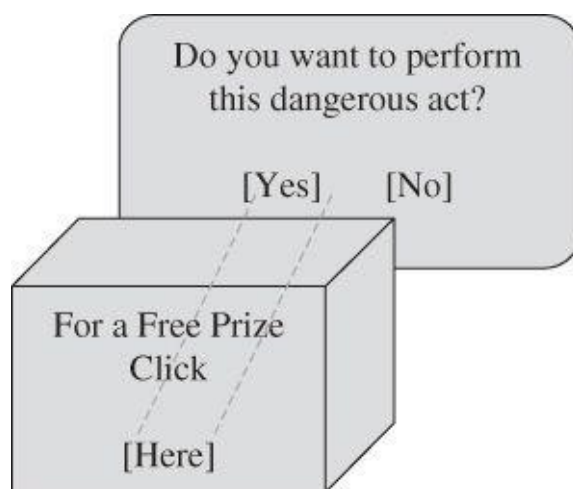 Do you want to perform
this dangerous act?
[Yes] [No]
For a Free Prize
Click
[Here]